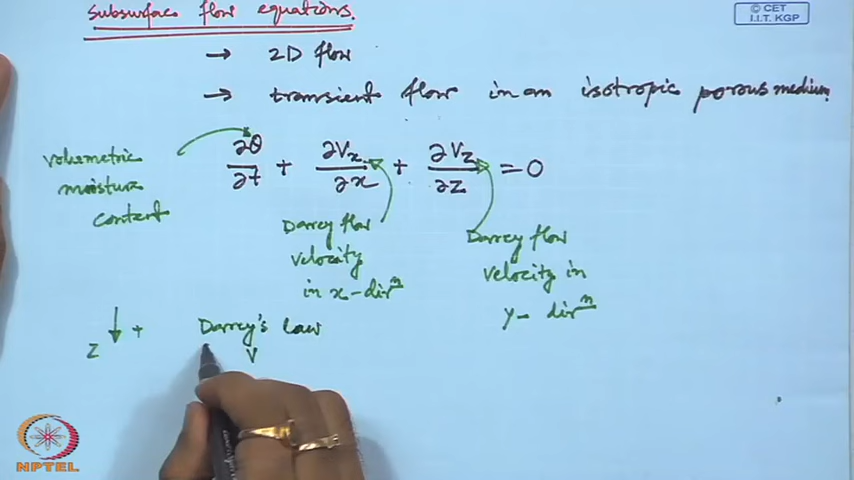 subsurface flow equations.
© CET
I.I.T. KGP
→ 2D flow
→ transient flow in an isotropic porous medium.
volumetric moisture content
∂θ/∂t + ∂Vx/∂x + ∂Vz/∂z = 0
Darcy flow velocity in x-dirⁿ
Darcy flow velocity in y- dirⁿ
z ↓ +
Darcy's law
V
NPTEL